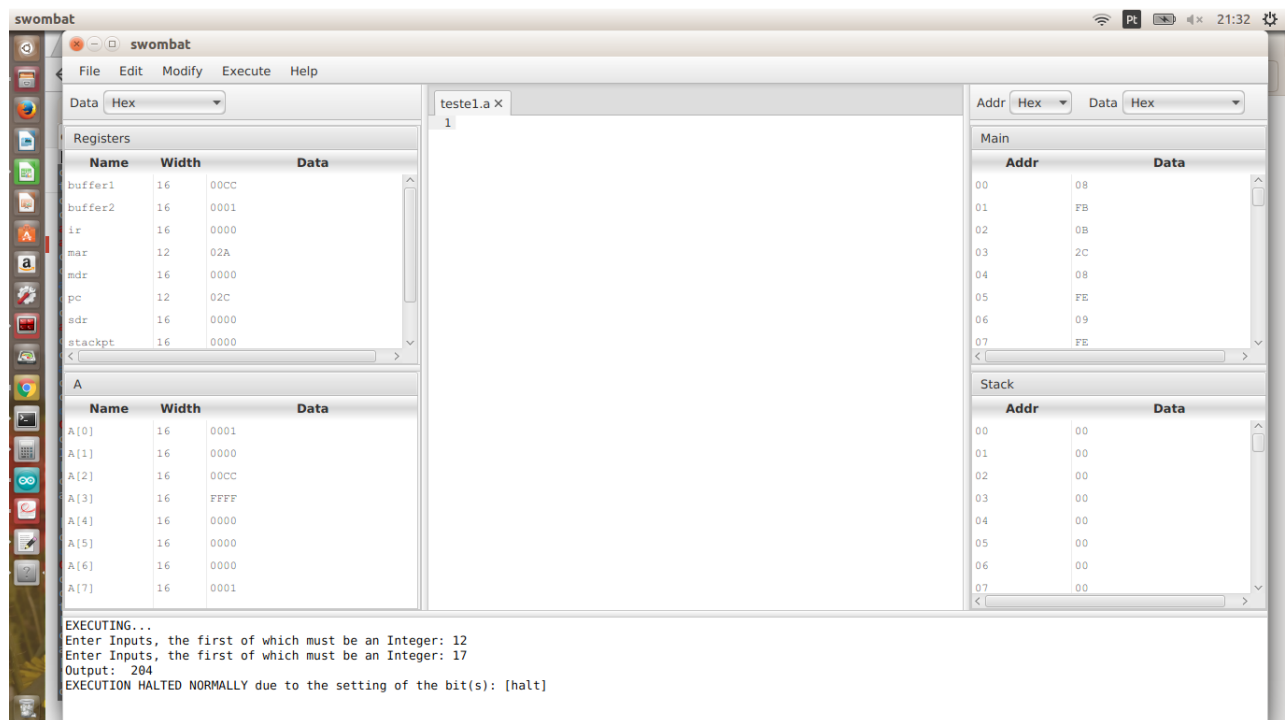 swombat
Pt
21:32
swombat
File Edit Modify Execute Help
Data Hex
teste1.a ×
Addr Hex Data Hex
1
Registers
Name Width Data
buffer1 16 00CC
buffer2 16 0001
ir 16 0000
mar 12 02A
mdr 16 0000
pc 12 02C
sdr 16 0000
stackpt 16 0000
Main
Addr Data
00 08
01 FB
02 0B
03 2C
04 08
05 FE
06 09
07 FE
A
Name Width Data
A[0] 16 0001
A[1] 16 0000
A[2] 16 00CC
A[3] 16 FFFF
A[4] 16 0000
A[5] 16 0000
A[6] 16 0000
A[7] 16 0001
Stack
Addr Data
00 00
01 00
02 00
03 00
04 00
05 00
06 00
07 00
EXECUTING...
Enter Inputs, the first of which must be an Integer: 12
Enter Inputs, the first of which must be an Integer: 17
Output:  204
EXECUTION HALTED NORMALLY due to the setting of the bit(s): [halt]